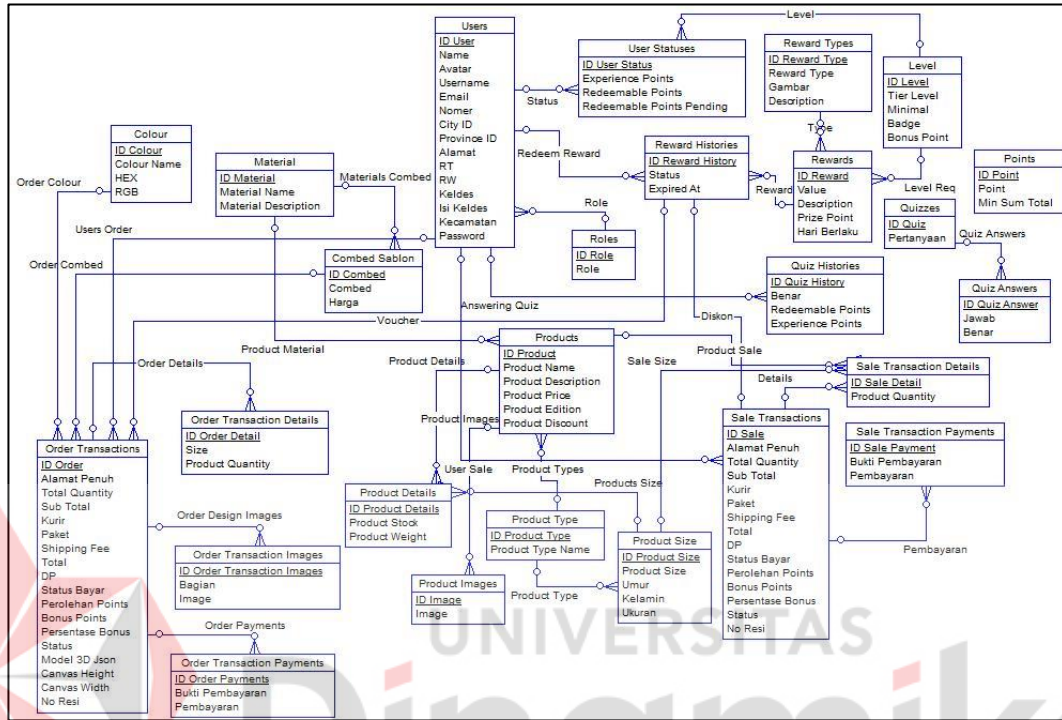 Users
ID User
Name
Avatar
Username
Email
Nomer
City ID
Province ID
Alamat
RT
RW
Keldes
Isi Keldes
Kecamatan
Password
Level
User Statuses
ID User Status
Experience Points
Redeemable Points
Redeemable Points Pending
Status
Reward Types
ID Reward Type
Reward Type
Gambar
Description
Type
Level
ID Level
Tier Level
Minimal
Badge
Bonus Point
Colour
ID Colour
Colour Name
HEX
RGB
Order Colour
Material
ID Material
Material Name
Material Description
Materials Combed
Redeem Reward
Reward Histories
ID Reward History
Status
Expired At
Reward
Rewards
ID Reward
Value
Description
Prize Point
Hari Berlaku
Level Req
Points
ID Point
Point
Min Sum Total
Quizzes
ID Quiz
Pertanyaan
Quiz Answers
Quiz Answers
ID Quiz Answer
Jawab
Benar
Role
Roles
ID Role
Role
Users Order
Order Combed
Combed Sablon
ID Combed
Combed
Harga
Answering Quiz
Quiz Histories
ID Quiz History
Benar
Redeemable Points
Experience Points
Voucher
Diskon
Order Details
Product Material
Product Details
Products
ID Product
Product Name
Product Description
Product Price
Product Edition
Product Discount
Sale Size
Product Sale
Details
Sale Transaction Details
ID Sale Detail
Product Quantity
Order Transaction Details
ID Order Detail
Size
Product Quantity
Product Images
User Sale
Product Types
Products Size
Sale Transactions
ID Sale
Alamat Penuh
Total Quantity
Sub Total
Kurir
Paket
Shipping Fee
Total
DP
Status Bayar
Perolehan Points
Bonus Points
Persentase Bonus
Status
No Resi
Sale Transaction Payments
ID Sale Payment
Bukti Pembayaran
Pembayaran
Pembayaran
Order Transactions
ID Order
Alamat Penuh
Total Quantity
Sub Total
Kurir
Paket
Shipping Fee
Total
DP
Status Bayar
Perolehan Points
Bonus Points
Persentase Bonus
Status
Model 3D Json
Canvas Height
Canvas Width
No Resi
Order Design Images
Order Transaction Images
ID Order Transaction Images
Bagian
Image
Order Payments
Order Transaction Payments
ID Order Payments
Bukti Pembayaran
Pembayaran
Product Details
ID Product Details
Product Stock
Product Weight
Product Type
ID Product Type
Product Type Name
Product Type
Product Size
ID Product Size
Product Size
Umur
Kelamin
Ukuran
Product Images
ID Image
Image
UNIVERSITAS
Dinamik